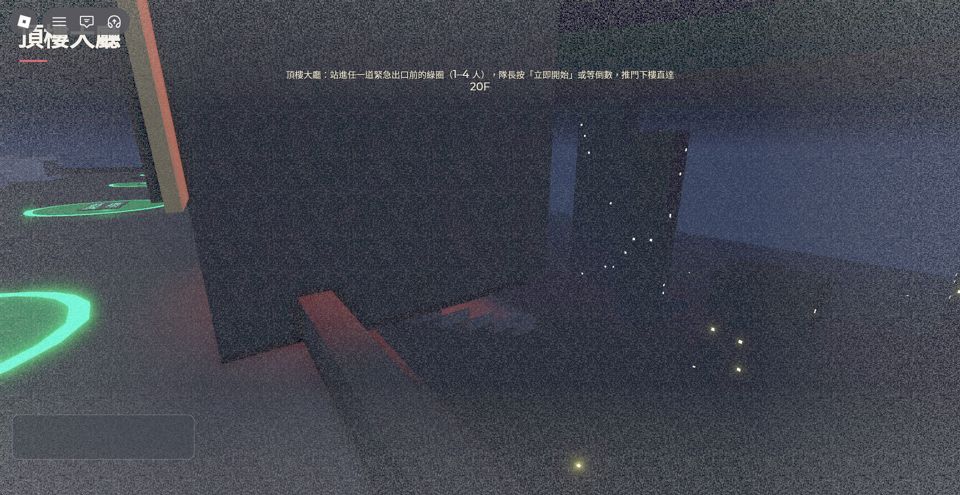 頂樓大廳
頂樓大廳：站進任一道緊急出口前的綠圈（1–4 人），隊長按「立即開始」或等倒數，推門下樓直達
20F